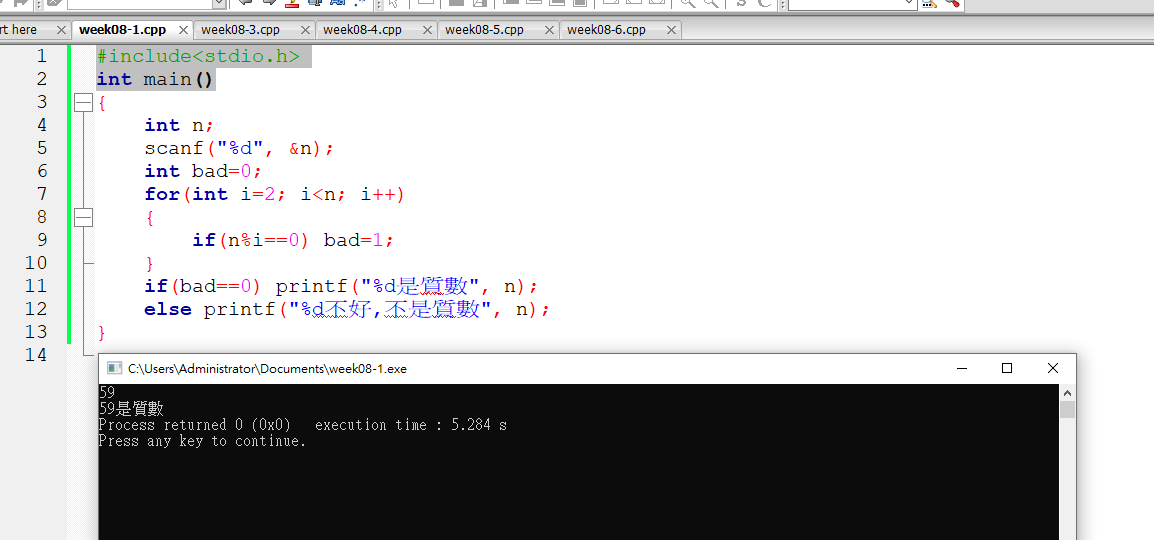 rt here week08-1.cpp week08-3.cpp week08-4.cpp week08-5.cpp week08-6.cpp
1 #include<stdio.h>
2 int main()
3 {
4 int n;
5 scanf("%d", &n);
6 int bad=0;
7 for(int i=2; i<n; i++)
8 {
9 if(n%i==0) bad=1;
10 }
11 if(bad==0) printf("%d是質數", n);
12 else printf("%d不好,不是質數", n);
13 }
14
C:\Users\Administrator\Documents\week08-1.exe
59
59是質數
Process returned 0 (0x0) execution time : 5.284 s
Press any key to continue.